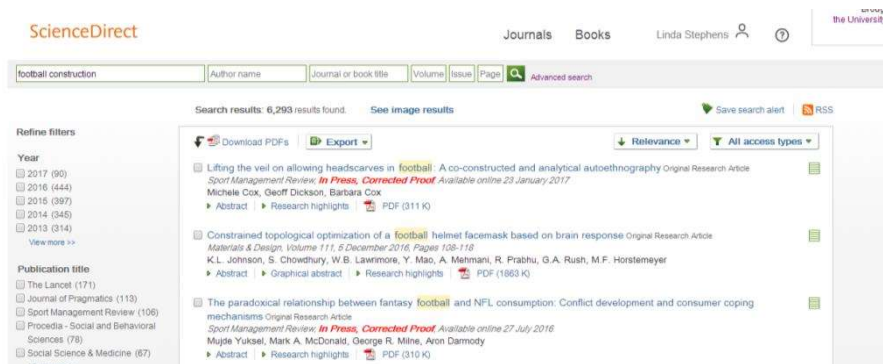 the University
ScienceDirect
Journals Books Linda Stephens
football construction Author name Journal or book title Volume Issue Page Advanced search
Search results: 6,293 results found. See image results Save search alert RSS
Refine filters
Download PDFs Export Relevance All access types
Year
2017 (90)
2016 (444)
2015 (397)
2014 (345)
2013 (314)
View more >>
Publication title
The Lancet (171)
Journal of Pragmatics (113)
Sport Management Review (106)
Procedia - Social and Behavioral
Sciences (78)
Social Science & Medicine (67)
Lifting the veil on allowing headscarves in football: A co-constructed and analytical autoethnography Original Research Article
Sport Management Review, In Press, Corrected Proof, Available online 23 January 2017
Michele Cox, Geoff Dickson, Barbara Cox
Abstract Research highlights PDF (311 K)
Constrained topological optimization of a football helmet facemask based on brain response Original Research Article
Materials & Design, Volume 111, 5 December 2016, Pages 108-118
K.L. Johnson, S. Chowdhury, W.B. Lawrimore, Y. Mao, A. Mehmani, R. Prabhu, G.A. Rush, M.F. Horstemeyer
Abstract Graphical abstract Research highlights PDF (1863 K)
The paradoxical relationship between fantasy football and NFL consumption: Conflict development and consumer coping
mechanisms Original Research Article
Sport Management Review, In Press, Corrected Proof, Available online 27 July 2016
Mujde Yuksel, Mark A. McDonald, George R. Milne, Aron Darmody
Abstract Research highlights PDF (310 K)